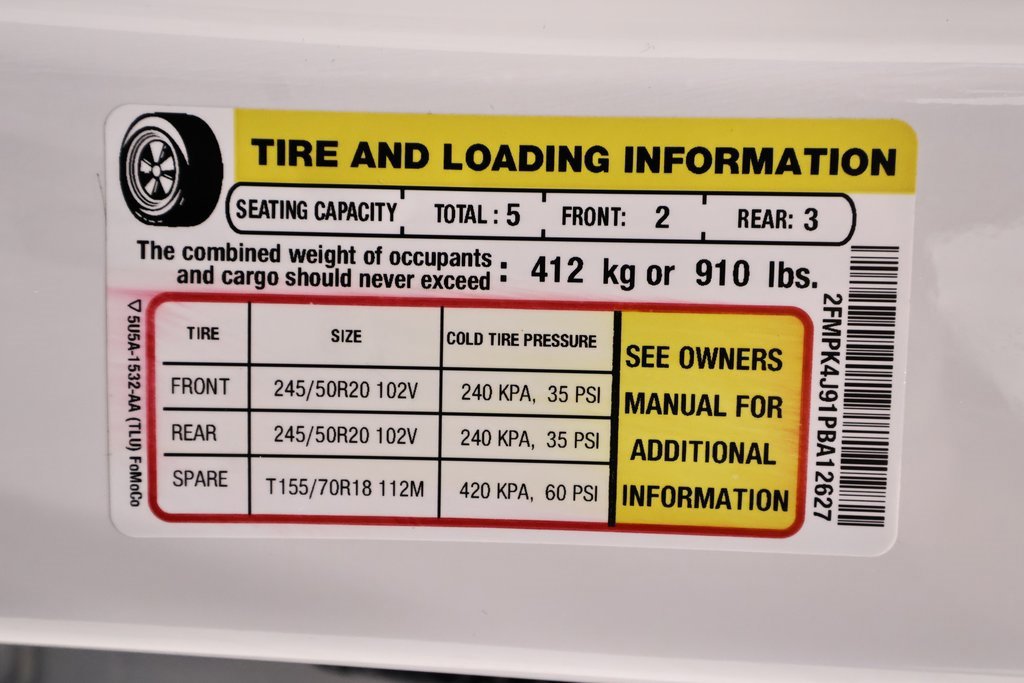 TIRE AND LOADING INFORMATION
SEATING CAPACITY TOTAL : 5 FRONT: 2 REAR: 3
The combined weight of occupants
and cargo should never exceed : 412 kg or 910 lbs.
TIRE SIZE COLD TIRE PRESSURE
FRONT 245/50R20 102V 240 KPA, 35 PSI
REAR 245/50R20 102V 240 KPA, 35 PSI
SPARE T155/70R18 112M 420 KPA, 60 PSI
SEE OWNERS
MANUAL FOR
ADDITIONAL
INFORMATION
2FMPK4J91PBA12627
5U5A-1532-AA (TLU) FoMoCo